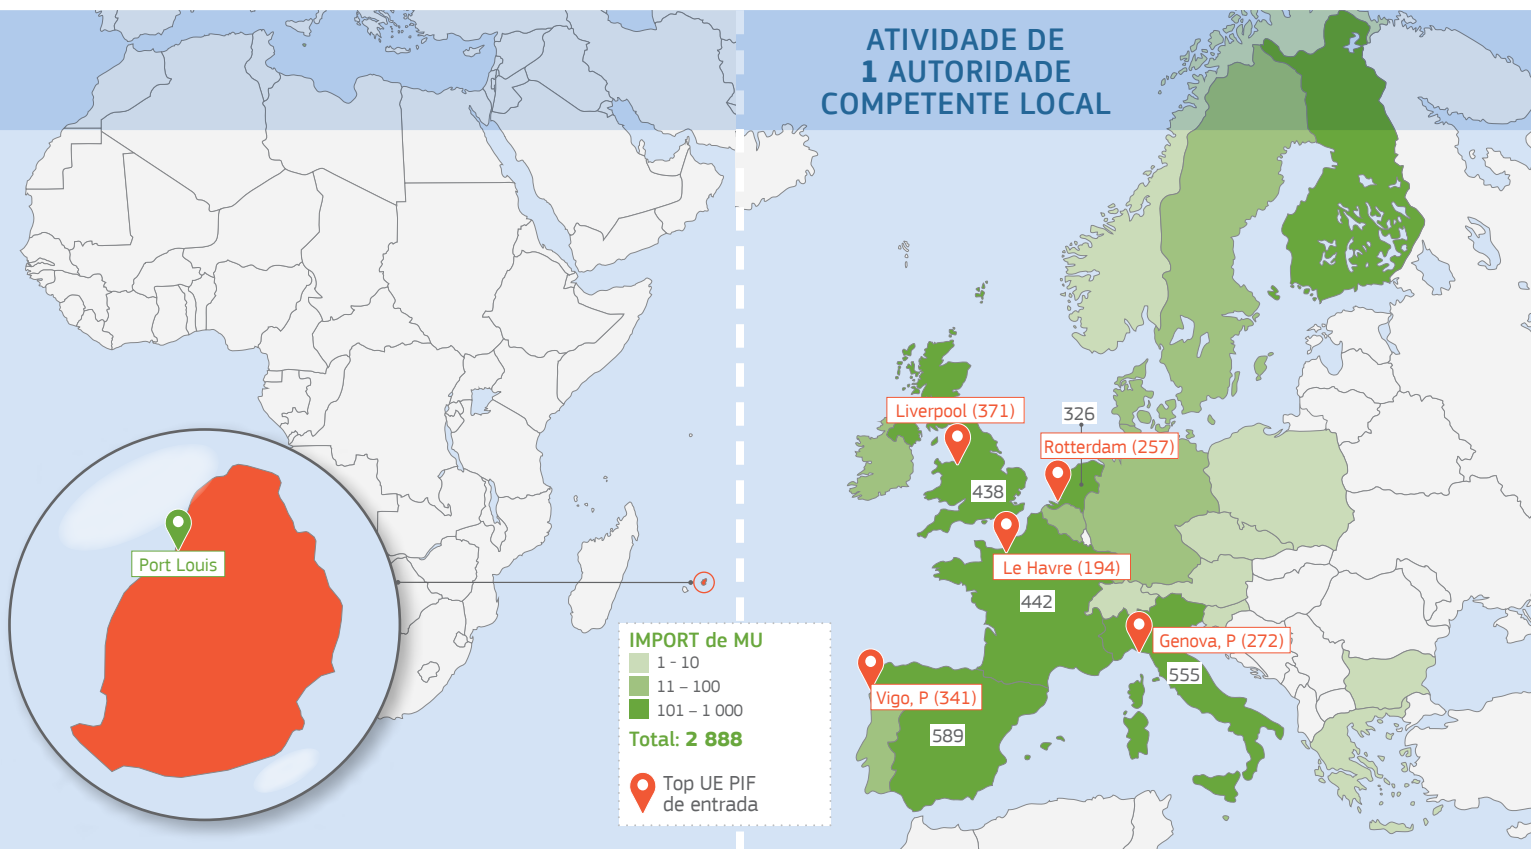 ATIVIDADE DE
1 AUTORIDADE
COMPETENTE LOCAL
Liverpool (371)
326
Rotterdam (257)
438
Port Louis
Le Havre (194)
442
IMPORT de MU
1 - 10
11 – 100
101 – 1 000
Total: 2 888
Top UE PIF
de entrada
Genova, P (272)
555
Vigo, P (341)
589